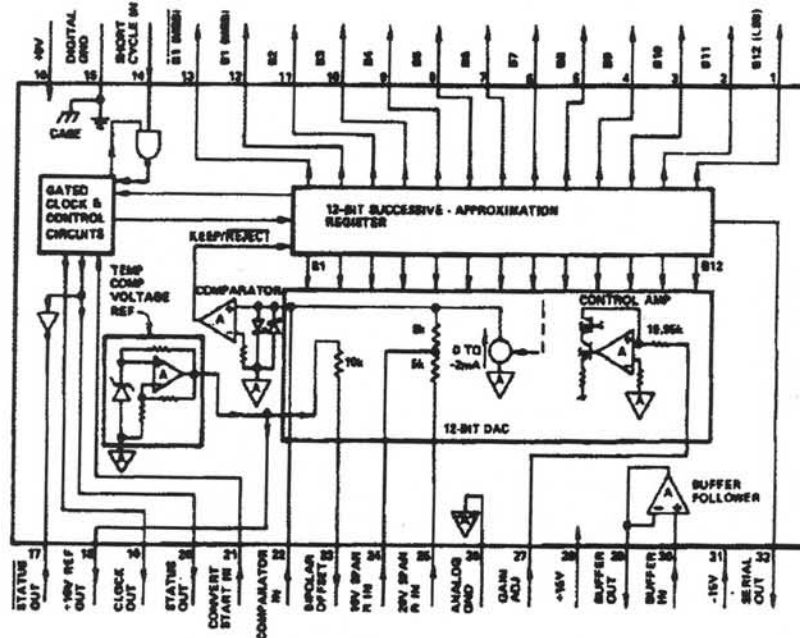 +5V
DIGITAL GND
SHORT CYCLE IN
B1 (MSB)
B1 (MSB)
B2
B3
B4
B5
B6
B7
B8
B9
B10
B11
B12 (LSB)
16
15
14
13
12
11
10
9
8
7
6
5
4
3
2
1
CASE
GATED
CLOCK &
CONTROL
CIRCUITS
12-BIT SUCCESSIVE - APPROXIMATION
REGISTER
KEEP/REJECT
B1
B12
TEMP
COMP
VOLTAGE
REF
COMPARATOR
CONTROL AMP
A
A
A
A
A
A
A
A
A
A
5k
5k
10k
0 TO
-2mA
12-BIT DAC
BUFFER
FOLLOWER
17
18
19
20
21
22
23
24
25
26
27
28
29
30
31
32
STATUS OUT
+10V REF OUT
CLOCK OUT
STATUS OUT
CONVERT START IN
COMPARATOR IN
BIPOLAR OFFSET
10V SPAN R IN
20V SPAN R IN
ANALOG GND
GAIN ADJ
+15V
BUFFER OUT
BUFFER IN
-15V
SERIAL OUT